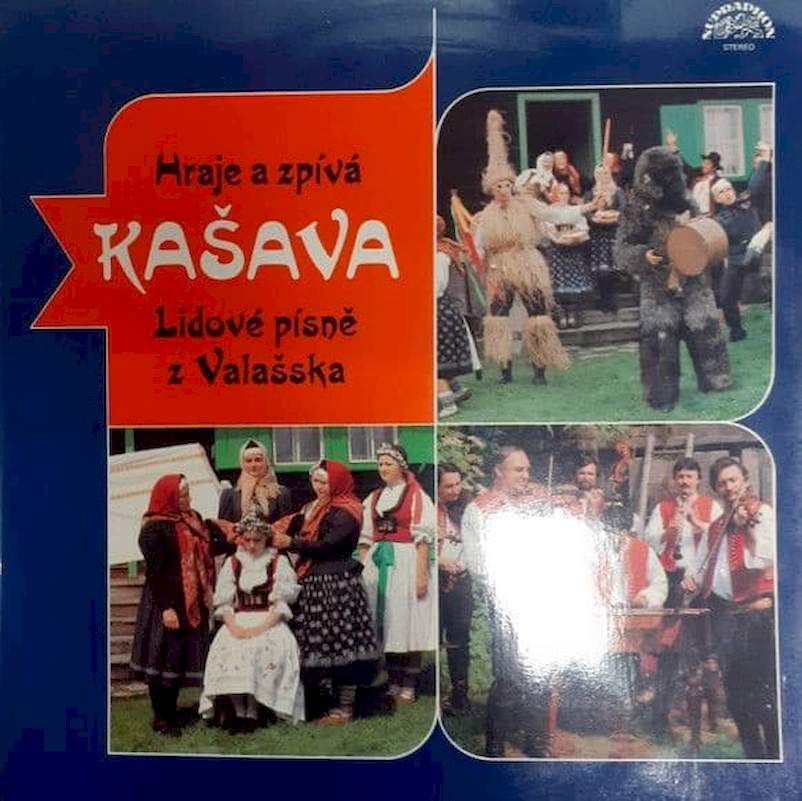 SUPRAPHON
STEREO
Hraje a zpívá
KAŠAVA
Lidové písně
z Valašska